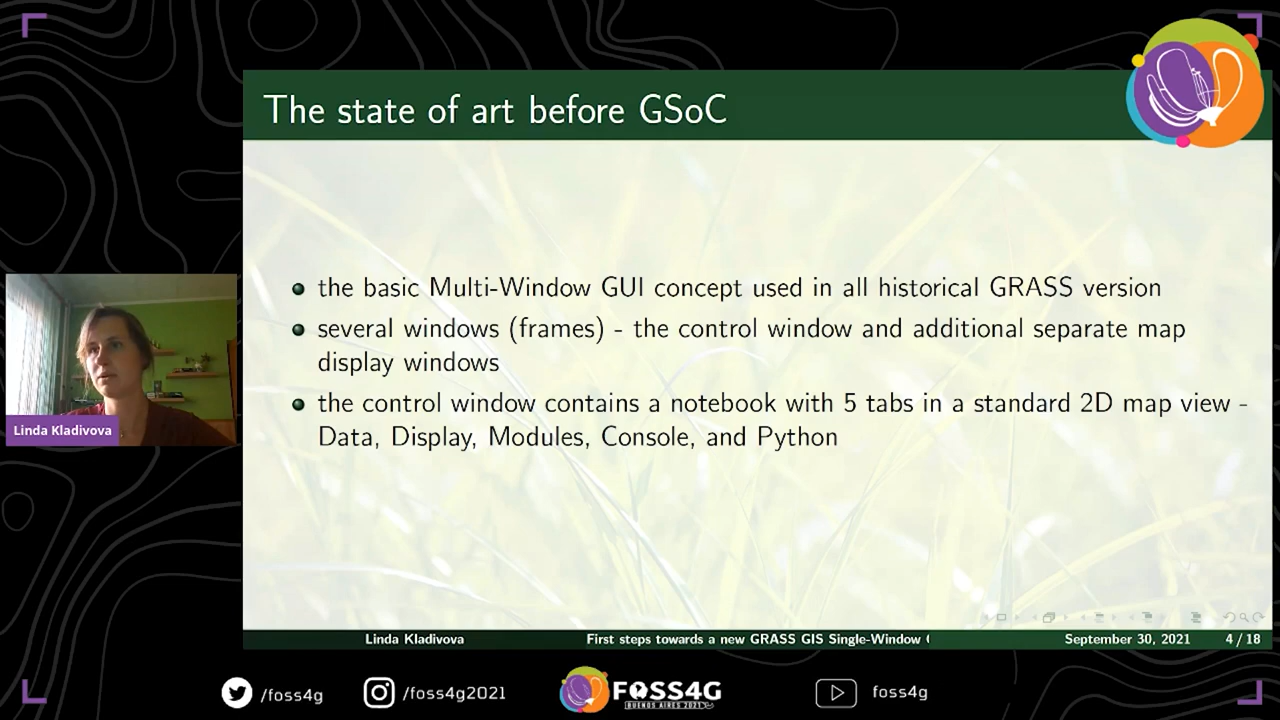 The state of art before GSoC
the basic Multi-Window GUI concept used in all historical GRASS version
several windows (frames) - the control window and additional separate map
display windows
the control window contains a notebook with 5 tabs in a standard 2D map view -
Data, Display, Modules, Console, and Python
Linda Kladivova
Linda Kladivova
First steps towards a new GRASS GIS Single-Window
September 30, 2021
4 / 18
/foss4g
/foss4g2021
FOSS4G
BUENOS AIRES 2021
foss4g